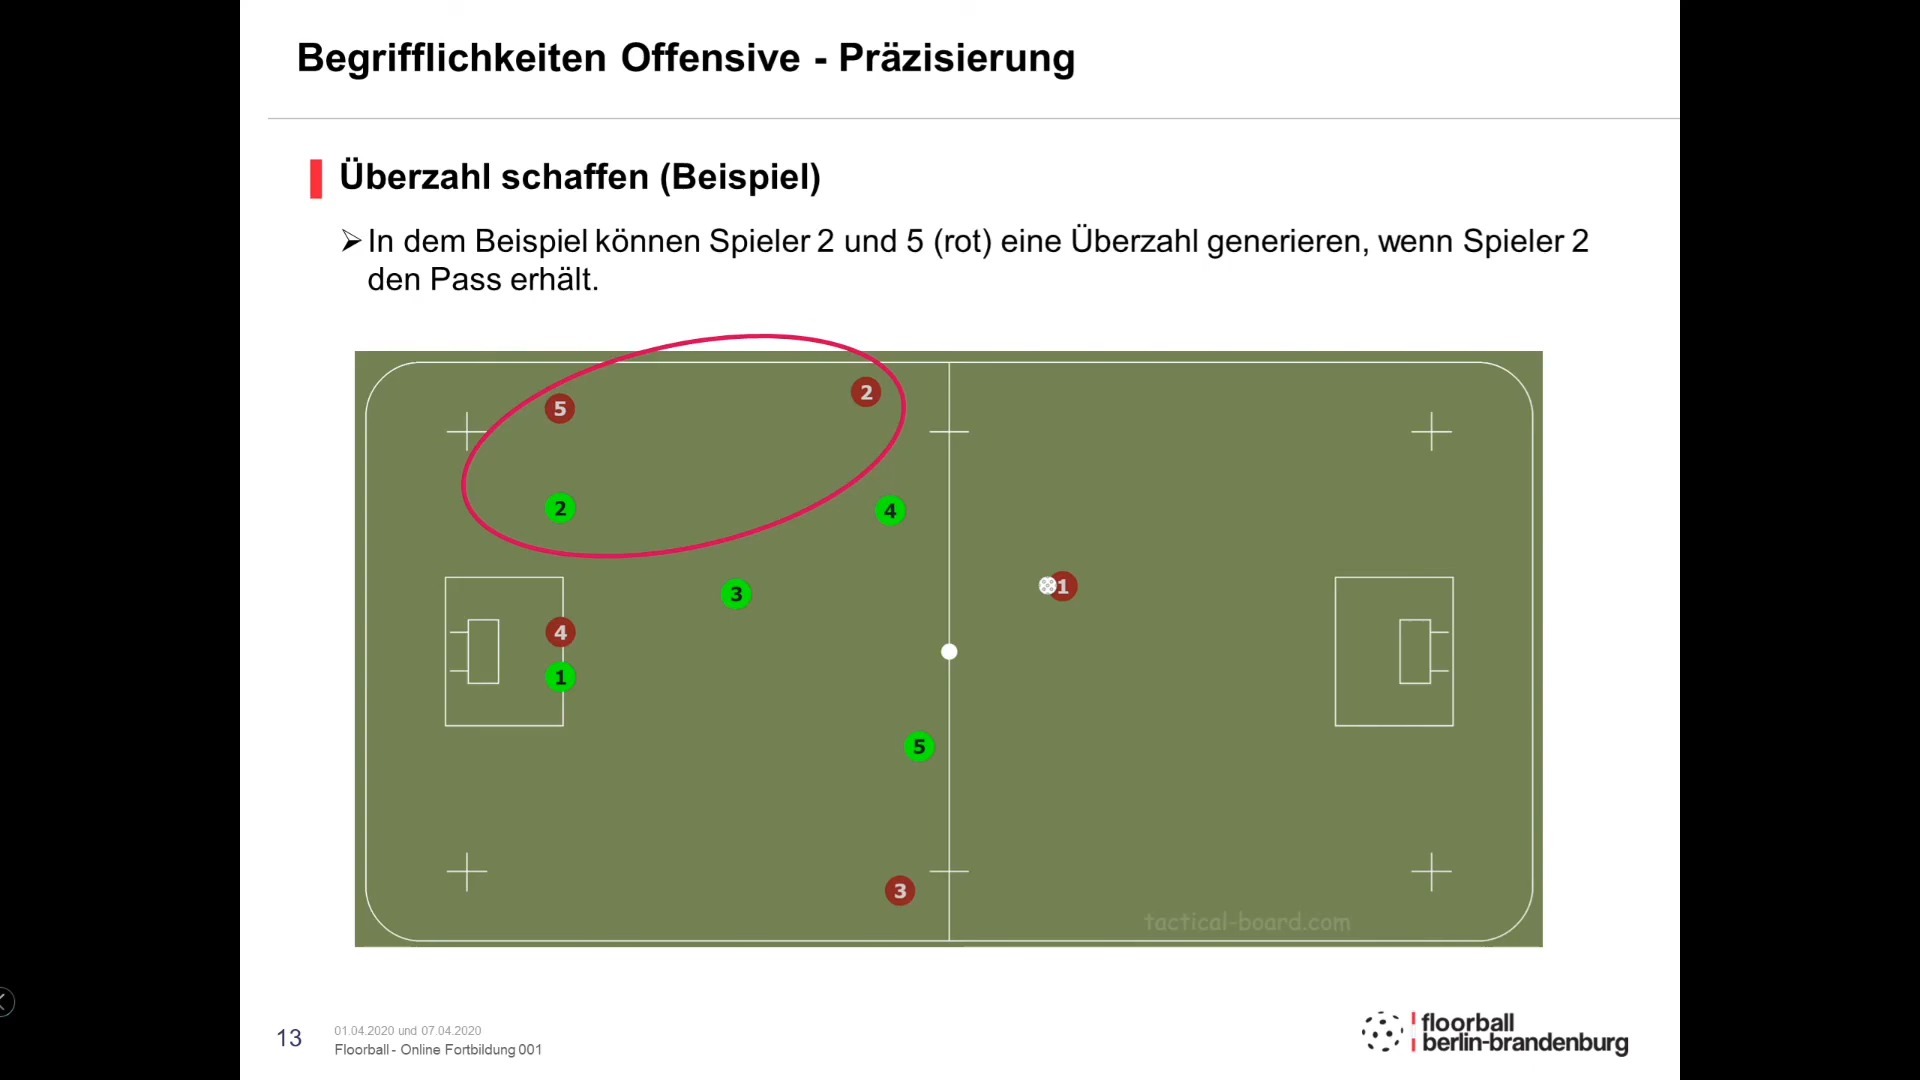 Begrifflichkeiten Offensive - Präzisierung
Überzahl schaffen (Beispiel)
In dem Beispiel können Spieler 2 und 5 (rot) eine Überzahl generieren, wenn Spieler 2
den Pass erhält.
2
5
2
4
1
3
4
1
5
3
tactical-board.com
13
01.04.2020 und 07.04.2020
Floorball - Online Fortbildung 001
floorball
berlin-brandenburg